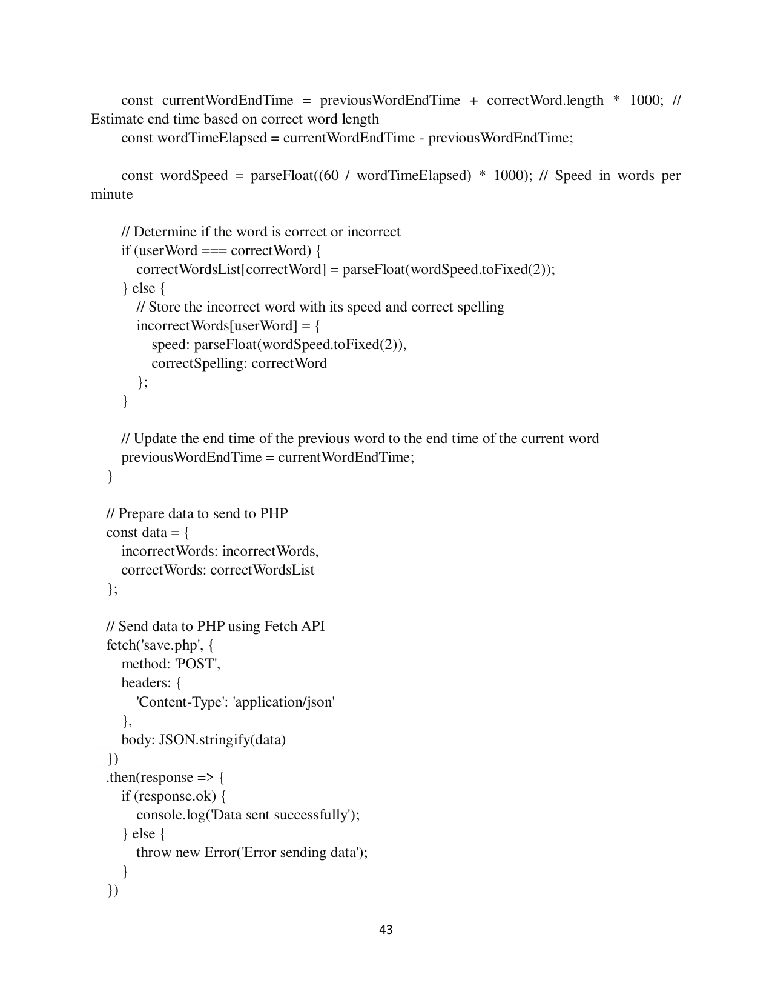 const currentWordEndTime = previousWordEndTime + correctWord.length * 1000; //
Estimate end time based on correct word length
const wordTimeElapsed = currentWordEndTime - previousWordEndTime;
const wordSpeed = parseFloat((60 / wordTimeElapsed) * 1000); // Speed in words per
minute
// Determine if the word is correct or incorrect
if (userWord === correctWord) {
correctWordsList[correctWord] = parseFloat(wordSpeed.toFixed(2));
} else {
// Store the incorrect word with its speed and correct spelling
incorrectWords[userWord] = {
speed: parseFloat(wordSpeed.toFixed(2)),
correctSpelling: correctWord
};
}
// Update the end time of the previous word to the end time of the current word
previousWordEndTime = currentWordEndTime;
}
// Prepare data to send to PHP
const data = {
incorrectWords: incorrectWords,
correctWords: correctWordsList
};
// Send data to PHP using Fetch API
fetch('save.php', {
method: 'POST',
headers: {
'Content-Type': 'application/json'
},
body: JSON.stringify(data)
})
.then(response => {
if (response.ok) {
console.log('Data sent successfully');
} else {
throw new Error('Error sending data');
}
})
43